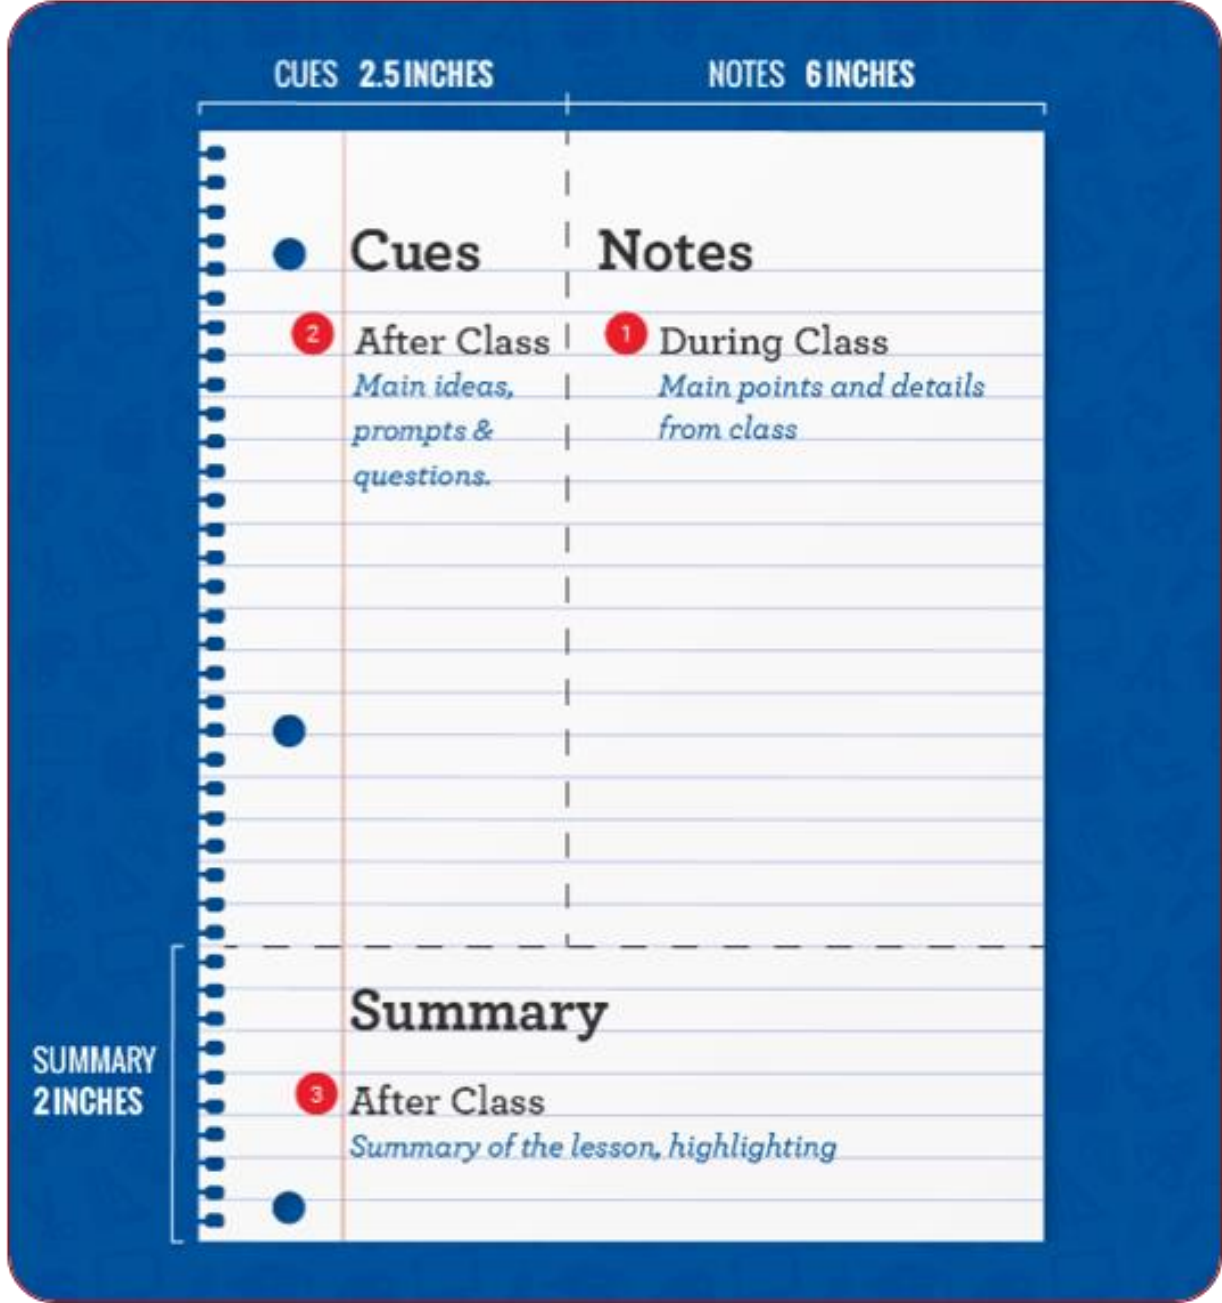 CUES 2.5 INCHES
NOTES 6 INCHES
Cues
Notes
2 After Class
Main ideas,
prompts &
questions.
1 During Class
Main points and details
from class
SUMMARY
2 INCHES
Summary
3 After Class
Summary of the lesson, highlighting